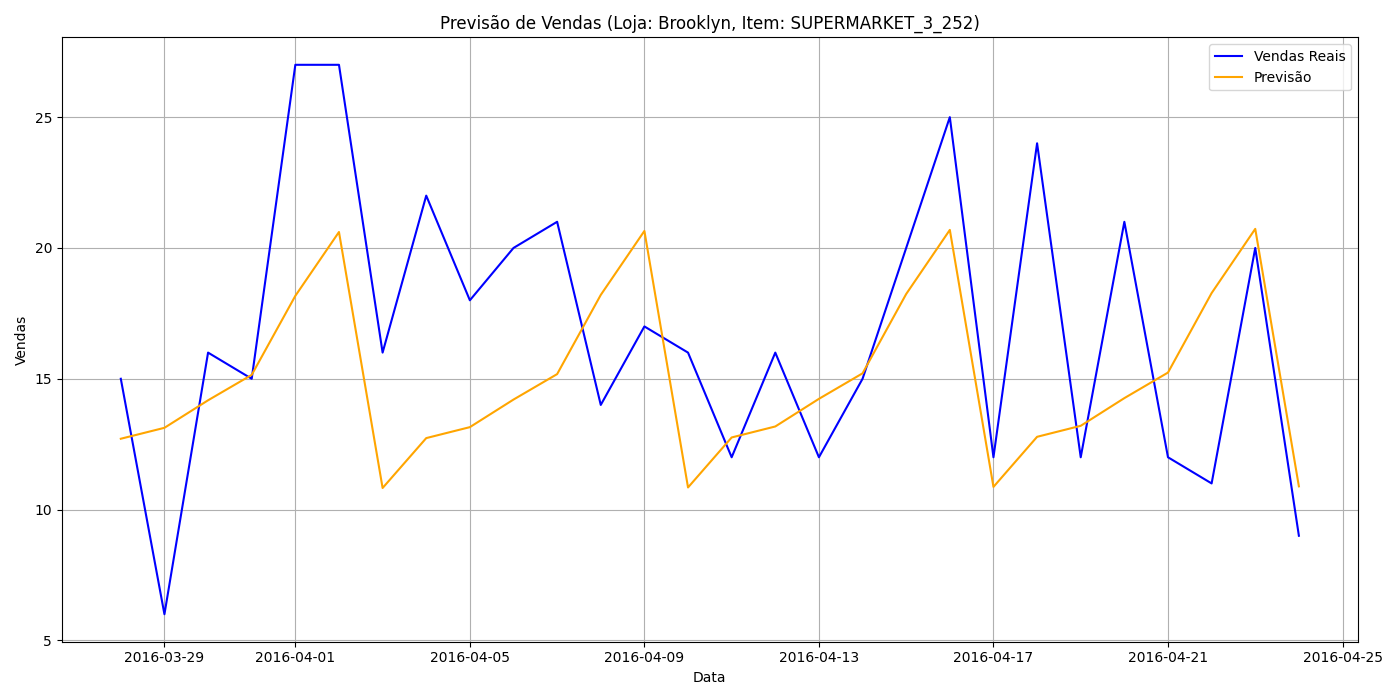 Previsão de Vendas (Loja: Brooklyn, Item: SUPERMARKET_3_252)
Vendas Reais
Previsão
25
20
15
10
5
Vendas
2016-03-29
2016-04-01
2016-04-05
2016-04-09
2016-04-13
2016-04-17
2016-04-21
2016-04-25
Data